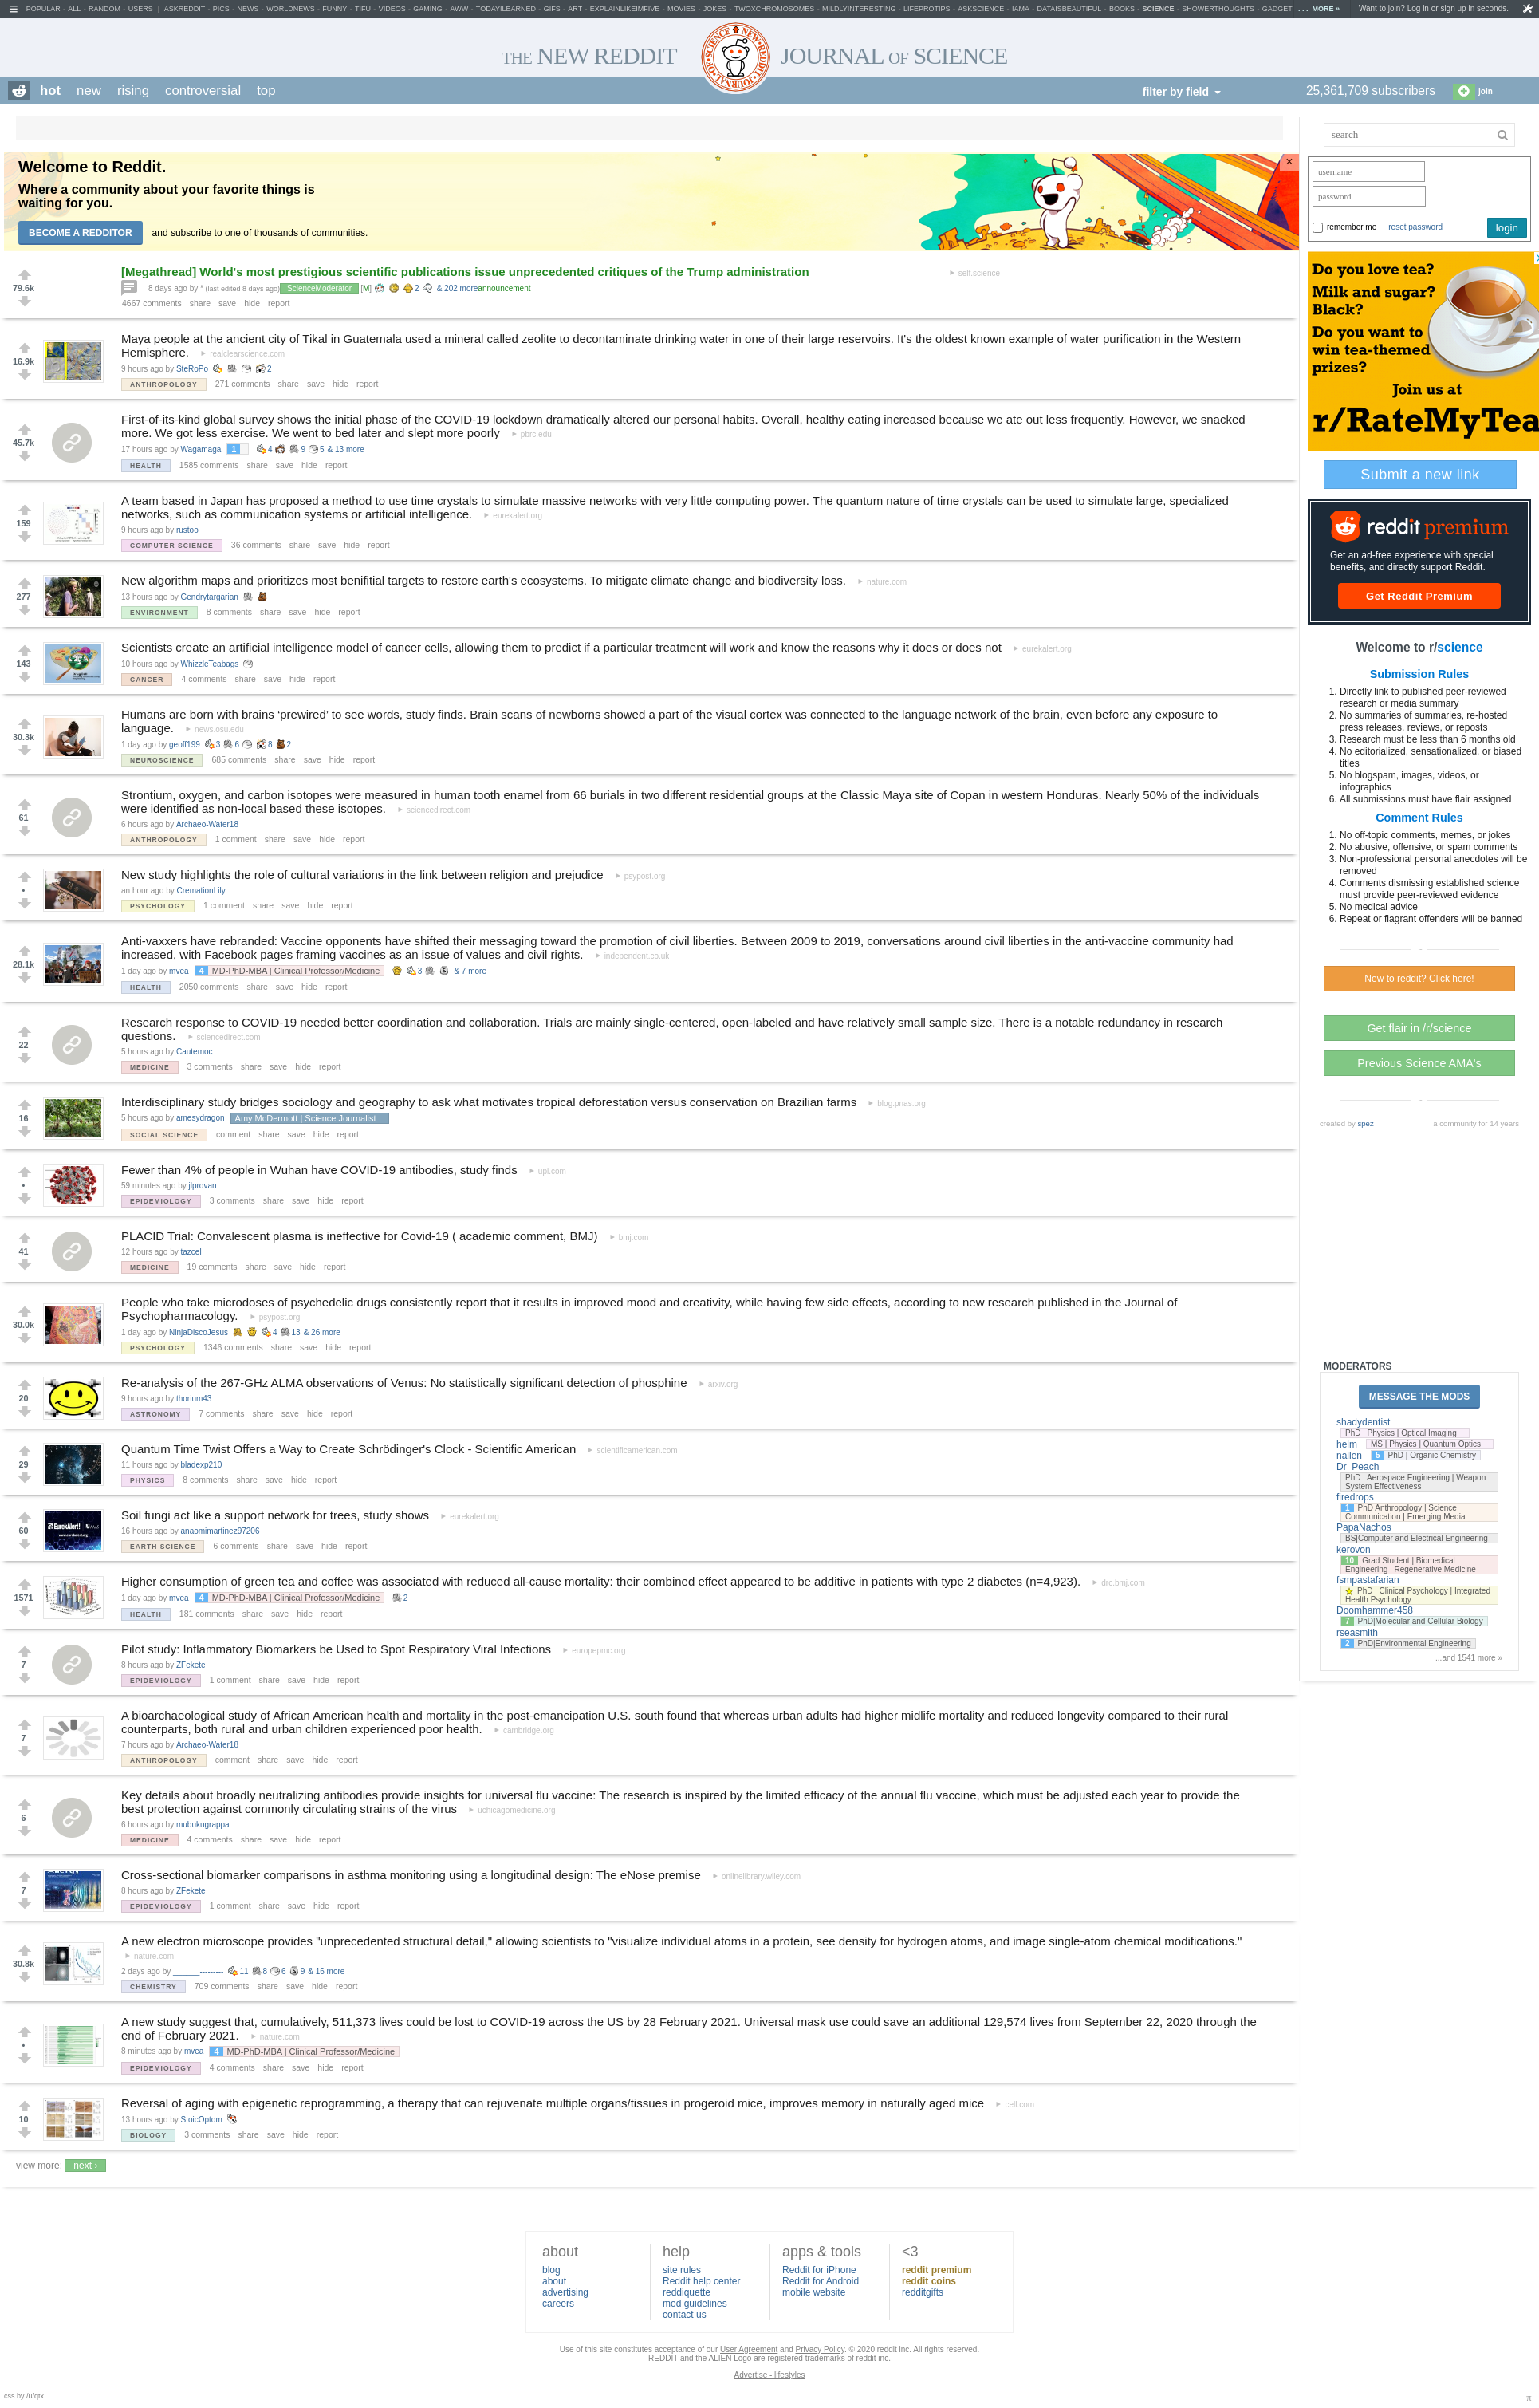 POPULAR - ALL - RANDOM - USERS | ASKREDDIT - PICS - NEWS - WORLDNEWS - FUNNY - TIFU - VIDEOS - GAMING - AWW - TODAYILEARNED - GIFS - ART - EXPLAINLIKEIMFIVE - MOVIES - JOKES - TWOXCHROMOSOMES - MILDLYINTERESTING - LIFEPROTIPS - ASKSCIENCE - IAMA - DATAISBEAUTIFUL - BOOKS - SCIENCE - SHOWERTHOUGHTS - GADGET ... MORE »
Want to join? Log in or sign up in seconds.
THE NEW REDDIT JOURNAL OF SCIENCE
hot new rising controversial top
filter by field
25,361,709 subscribers
join
search
Welcome to Reddit.
Where a community about your favorite things is
waiting for you.
BECOME A REDDITOR and subscribe to one of thousands of communities.
username
password
remember me reset password login
79.6k
[Megathread] World's most prestigious scientific publications issue unprecedented critiques of the Trump administration self.science
8 days ago by * (last edited 8 days ago) ScienceModerator [M] 2 & 202 more announcement
4667 comments share save hide report
16.9k
Maya people at the ancient city of Tikal in Guatemala used a mineral called zeolite to decontaminate drinking water in one of their large reservoirs. It's the oldest known example of water purification in the Western
Hemisphere. realclearscience.com
9 hours ago by SteRoPo 2
ANTHROPOLOGY 271 comments share save hide report
45.7k
First-of-its-kind global survey shows the initial phase of the COVID-19 lockdown dramatically altered our personal habits. Overall, healthy eating increased because we ate out less frequently. However, we snacked
more. We got less exercise. We went to bed later and slept more poorly pbrc.edu
17 hours ago by Wagamaga 1 4 9 5 & 13 more
HEALTH 1585 comments share save hide report
159
A team based in Japan has proposed a method to use time crystals to simulate massive networks with very little computing power. The quantum nature of time crystals can be used to simulate large, specialized
networks, such as communication systems or artificial intelligence. eurekalert.org
9 hours ago by rustoo
COMPUTER SCIENCE 36 comments share save hide report
277
New algorithm maps and prioritizes most benifitial targets to restore earth's ecosystems. To mitigate climate change and biodiversity loss. nature.com
13 hours ago by Gendrytargarian
ENVIRONMENT 8 comments share save hide report
143
Scientists create an artificial intelligence model of cancer cells, allowing them to predict if a particular treatment will work and know the reasons why it does or does not eurekalert.org
10 hours ago by WhizzleTeabags
CANCER 4 comments share save hide report
30.3k
Humans are born with brains 'prewired' to see words, study finds. Brain scans of newborns showed a part of the visual cortex was connected to the language network of the brain, even before any exposure to
language. news.osu.edu
1 day ago by geoff199 3 6 8 2
NEUROSCIENCE 685 comments share save hide report
61
Strontium, oxygen, and carbon isotopes were measured in human tooth enamel from 66 burials in two different residential groups at the Classic Maya site of Copan in western Honduras. Nearly 50% of the individuals
were identified as non-local based these isotopes. sciencedirect.com
6 hours ago by Archaeo-Water18
ANTHROPOLOGY 1 comment share save hide report
•
New study highlights the role of cultural variations in the link between religion and prejudice psypost.org
an hour ago by CremationLily
PSYCHOLOGY 1 comment share save hide report
28.1k
Anti-vaxxers have rebranded: Vaccine opponents have shifted their messaging toward the promotion of civil liberties. Between 2009 to 2019, conversations around civil liberties in the anti-vaccine community had
increased, with Facebook pages framing vaccines as an issue of values and civil rights. independent.co.uk
1 day ago by mvea 4 MD-PhD-MBA | Clinical Professor/Medicine 3 & 7 more
HEALTH 2050 comments share save hide report
22
Research response to COVID-19 needed better coordination and collaboration. Trials are mainly single-centered, open-labeled and have relatively small sample size. There is a notable redundancy in research
questions. sciencedirect.com
5 hours ago by Cautemoc
MEDICINE 3 comments share save hide report
16
Interdisciplinary study bridges sociology and geography to ask what motivates tropical deforestation versus conservation on Brazilian farms blog.pnas.org
5 hours ago by amesydragon Amy McDermott | Science Journalist
SOCIAL SCIENCE comment share save hide report
•
Fewer than 4% of people in Wuhan have COVID-19 antibodies, study finds upi.com
59 minutes ago by jlprovan
EPIDEMIOLOGY 3 comments share save hide report
41
PLACID Trial: Convalescent plasma is ineffective for Covid-19 ( academic comment, BMJ) bmj.com
12 hours ago by tazcel
MEDICINE 19 comments share save hide report
30.0k
People who take microdoses of psychedelic drugs consistently report that it results in improved mood and creativity, while having few side effects, according to new research published in the Journal of
Psychopharmacology. psypost.org
1 day ago by NinjaDiscoJesus 4 13 & 26 more
PSYCHOLOGY 1346 comments share save hide report
20
Re-analysis of the 267-GHz ALMA observations of Venus: No statistically significant detection of phosphine arxiv.org
9 hours ago by thorium43
ASTRONOMY 7 comments share save hide report
29
Quantum Time Twist Offers a Way to Create Schrödinger's Clock - Scientific American scientificamerican.com
11 hours ago by bladexp210
PHYSICS 8 comments share save hide report
60
EurekAlert!
Soil fungi act like a support network for trees, study shows eurekalert.org
16 hours ago by anaomimartinez97206
EARTH SCIENCE 6 comments share save hide report
1571
Higher consumption of green tea and coffee was associated with reduced all-cause mortality: their combined effect appeared to be additive in patients with type 2 diabetes (n=4,923). drc.bmj.com
1 day ago by mvea 4 MD-PhD-MBA | Clinical Professor/Medicine 2
HEALTH 181 comments share save hide report
7
Pilot study: Inflammatory Biomarkers be Used to Spot Respiratory Viral Infections europepmc.org
8 hours ago by ZFekete
EPIDEMIOLOGY 1 comment share save hide report
7
A bioarchaeological study of African American health and mortality in the post-emancipation U.S. south found that whereas urban adults had higher midlife mortality and reduced longevity compared to their rural
counterparts, both rural and urban children experienced poor health. cambridge.org
7 hours ago by Archaeo-Water18
ANTHROPOLOGY comment share save hide report
6
Key details about broadly neutralizing antibodies provide insights for universal flu vaccine: The research is inspired by the limited efficacy of the annual flu vaccine, which must be adjusted each year to provide the
best protection against commonly circulating strains of the virus uchicagomedicine.org
6 hours ago by mubukugrappa
MEDICINE 4 comments share save hide report
7
Cross-sectional biomarker comparisons in asthma monitoring using a longitudinal design: The eNose premise onlinelibrary.wiley.com
8 hours ago by ZFekete
EPIDEMIOLOGY 1 comment share save hide report
30.8k
A new electron microscope provides "unprecedented structural detail," allowing scientists to "visualize individual atoms in a protein, see density for hydrogen atoms, and image single-atom chemical modifications."
nature.com
2 days ago by ______--------- 11 8 6 9 & 16 more
CHEMISTRY 709 comments share save hide report
•
A new study suggest that, cumulatively, 511,373 lives could be lost to COVID-19 across the US by 28 February 2021. Universal mask use could save an additional 129,574 lives from September 22, 2020 through the
end of February 2021. nature.com
8 minutes ago by mvea 4 MD-PhD-MBA | Clinical Professor/Medicine
EPIDEMIOLOGY 4 comments share save hide report
10
Reversal of aging with epigenetic reprogramming, a therapy that can rejuvenate multiple organs/tissues in progeroid mice, improves memory in naturally aged mice cell.com
13 hours ago by StoicOptom
BIOLOGY 3 comments share save hide report
view more: next ›
Do you love tea?
Milk and sugar?
Black?
Do you want to
win tea-themed
prizes?
Join us at
r/RateMyTea
Submit a new link
reddit premium
Get an ad-free experience with special
benefits, and directly support Reddit.
Get Reddit Premium
Welcome to r/science
Submission Rules
1. Directly link to published peer-reviewed
research or media summary
2. No summaries of summaries, re-hosted
press releases, reviews, or reposts
3. Research must be less than 6 months old
4. No editorialized, sensationalized, or biased
titles
5. No blogspam, images, videos, or
infographics
6. All submissions must have flair assigned
Comment Rules
1. No off-topic comments, memes, or jokes
2. No abusive, offensive, or spam comments
3. Non-professional personal anecdotes will be
removed
4. Comments dismissing established science
must provide peer-reviewed evidence
5. No medical advice
6. Repeat or flagrant offenders will be banned
New to reddit? Click here!
Get flair in /r/science
Previous Science AMA's
created by spez a community for 14 years
MODERATORS
MESSAGE THE MODS
shadydentist
PhD | Physics | Optical Imaging
helm MS | Physics | Quantum Optics
nallen 5 PhD | Organic Chemistry
Dr_Peach
PhD | Aerospace Engineering | Weapon
System Effectiveness
firedrops
1 PhD Anthropology | Science
Communication | Emerging Media
PapaNachos
BS|Computer and Electrical Engineering
kerovon
10 Grad Student | Biomedical
Engineering | Regenerative Medicine
fsmpastafarian
PhD | Clinical Psychology | Integrated
Health Psychology
Doomhammer458
7 PhD|Molecular and Cellular Biology
rseasmith
2 PhD|Environmental Engineering
...and 1541 more »
about
blog
about
advertising
careers
help
site rules
Reddit help center
reddiquette
mod guidelines
contact us
apps & tools
Reddit for iPhone
Reddit for Android
mobile website
<3
reddit premium
reddit coins
redditgifts
Use of this site constitutes acceptance of our User Agreement and Privacy Policy. © 2020 reddit inc. All rights reserved.
REDDIT and the ALIEN Logo are registered trademarks of reddit inc.
Advertise - lifestyles
css by /u/qtx
π